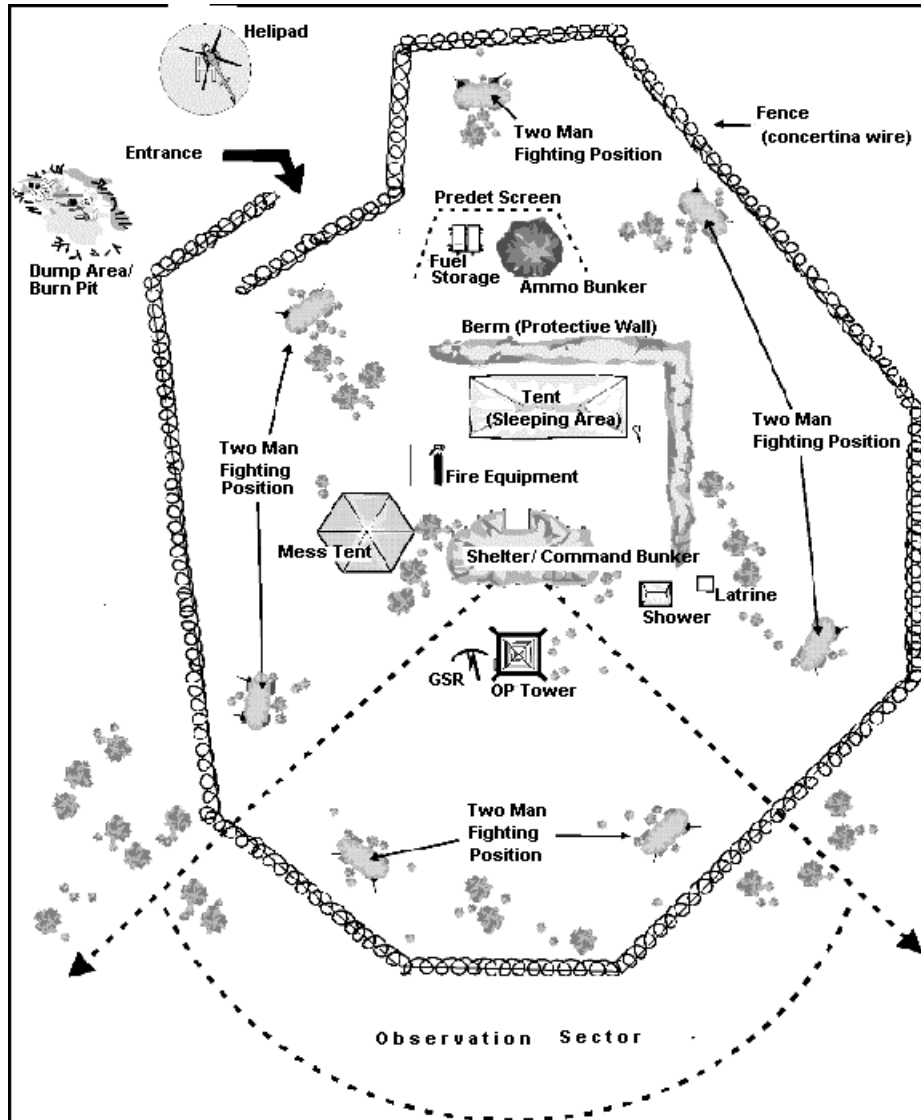 Helipad
Two Man
Fighting Position
Fence
(concertina wire)
Entrance
Predet Screen
Fuel
Storage
Ammo Bunker
Dump Area/
Burn Pit
Berm (Protective Wall)
Tent
(Sleeping Area)
Two Man
Fighting Position
Two Man
Fighting
Position
Fire Equipment
Mess Tent
Shelter/ Command Bunker
Latrine
Shower
GSR
OP Tower
Two Man
Fighting
Position
Observation Sector